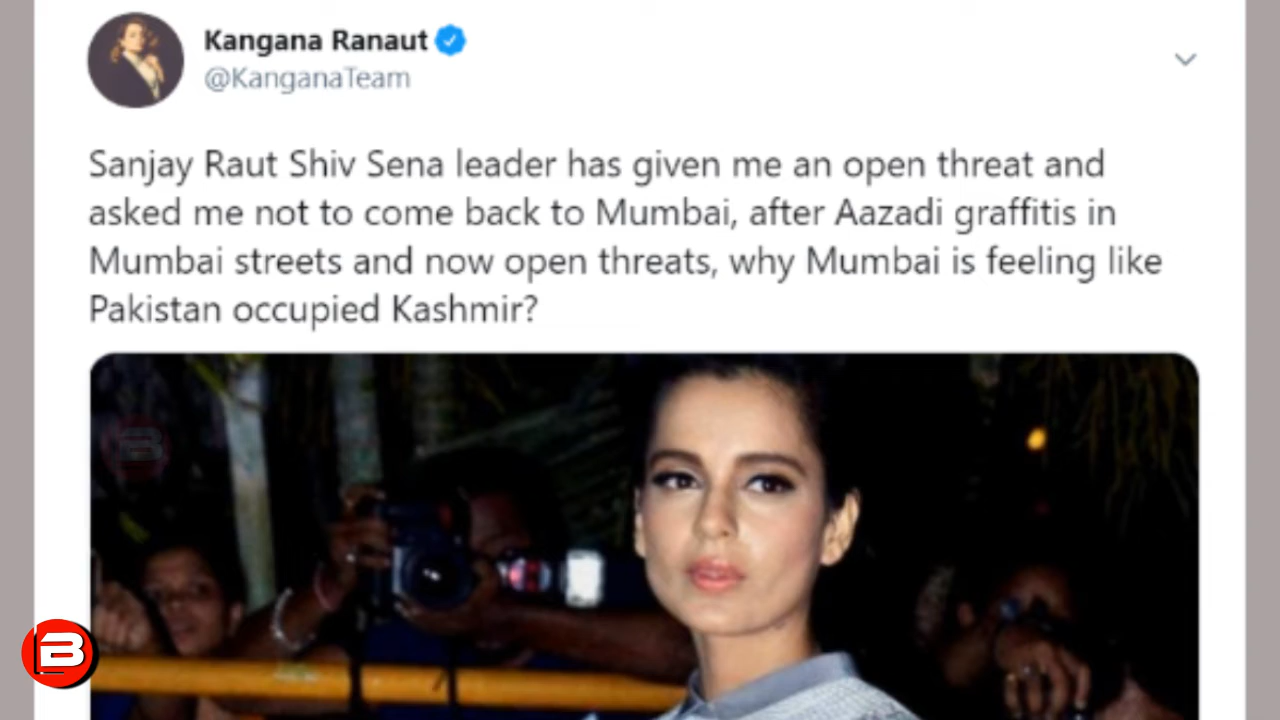 Kangana Ranaut
@KanganaTeam
Sanjay Raut Shiv Sena leader has given me an open threat and
asked me not to come back to Mumbai, after Aazadi graffitis in
Mumbai streets and now open threats, why Mumbai is feeling like
Pakistan occupied Kashmir?
B
B